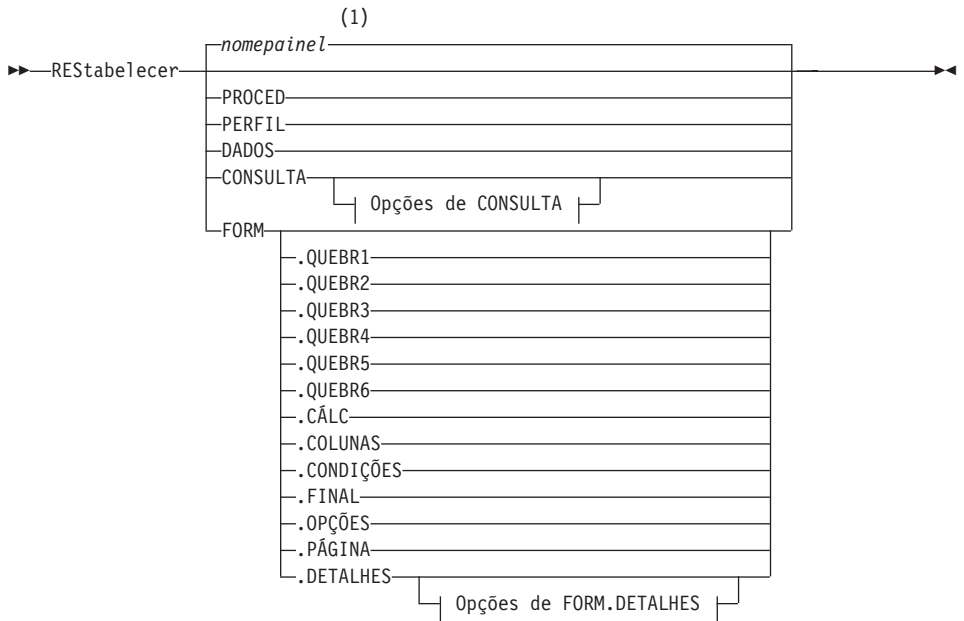 (1)
nomepainel
REStabelecer
PROCED
PERFIL
DADOS
CONSULTA
Opções de CONSULTA
FORM
.QUEBR1
.QUEBR2
.QUEBR3
.QUEBR4
.QUEBR5
.QUEBR6
.CÁLC
.COLUNAS
.CONDIÇÕES
.FINAL
.OPÇÕES
.PÁGINA
.DETALHES
Opções de FORM.DETALHES